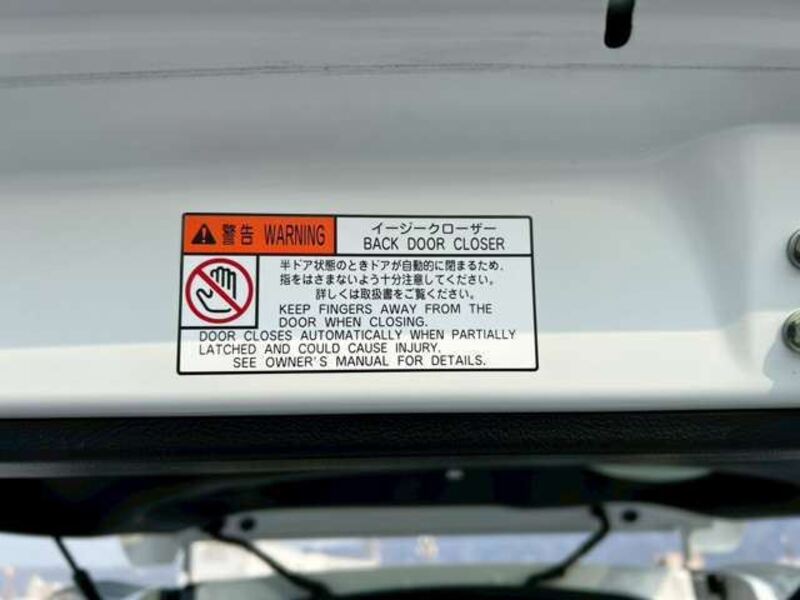 警告 WARNING
イージークローザー
BACK DOOR CLOSER
半ドア状態のときドアが自動的に閉まるため、
指をはさまないよう十分注意してください。
詳しくは取扱書をご覧ください。
KEEP FINGERS AWAY FROM THE
DOOR WHEN CLOSING.
DOOR CLOSES AUTOMATICALLY WHEN PARTIALLY
LATCHED AND COULD CAUSE INJURY.
SEE OWNER'S MANUAL FOR DETAILS.